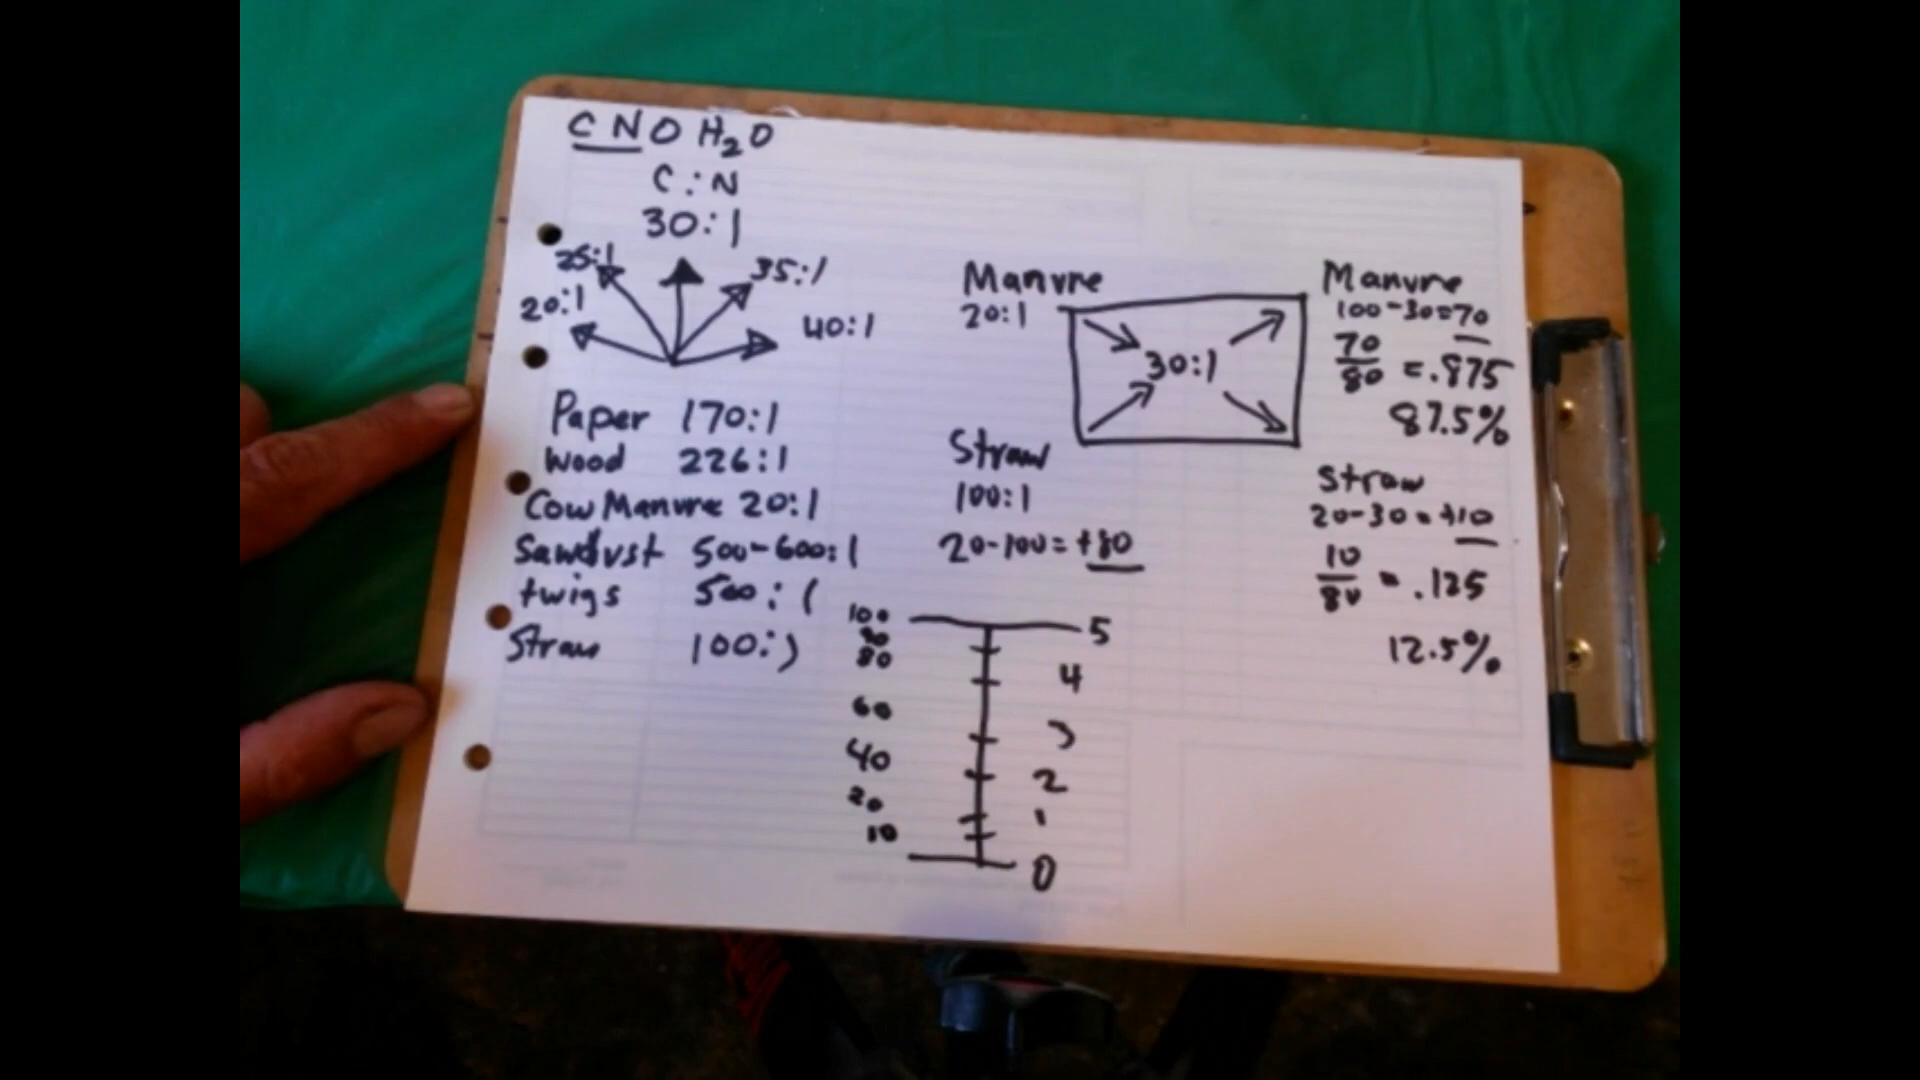 C N O H2O
C:N
30:1
25:1
35:1
20:1
40:1
Paper 170:1
Wood 226:1
Cow Manure 20:1
Sawdust 500-600:1
twigs 500:1
Straw 100:1
Manure
20:1
30:1
Straw
100:1
20-100=+80
100
90
80
60
40
20
10
5
4
3
2
1
0
Manure
100-30=70
70
80 =.875
87.5%
Straw
20-30=+10
10
80 = .125
12.5%